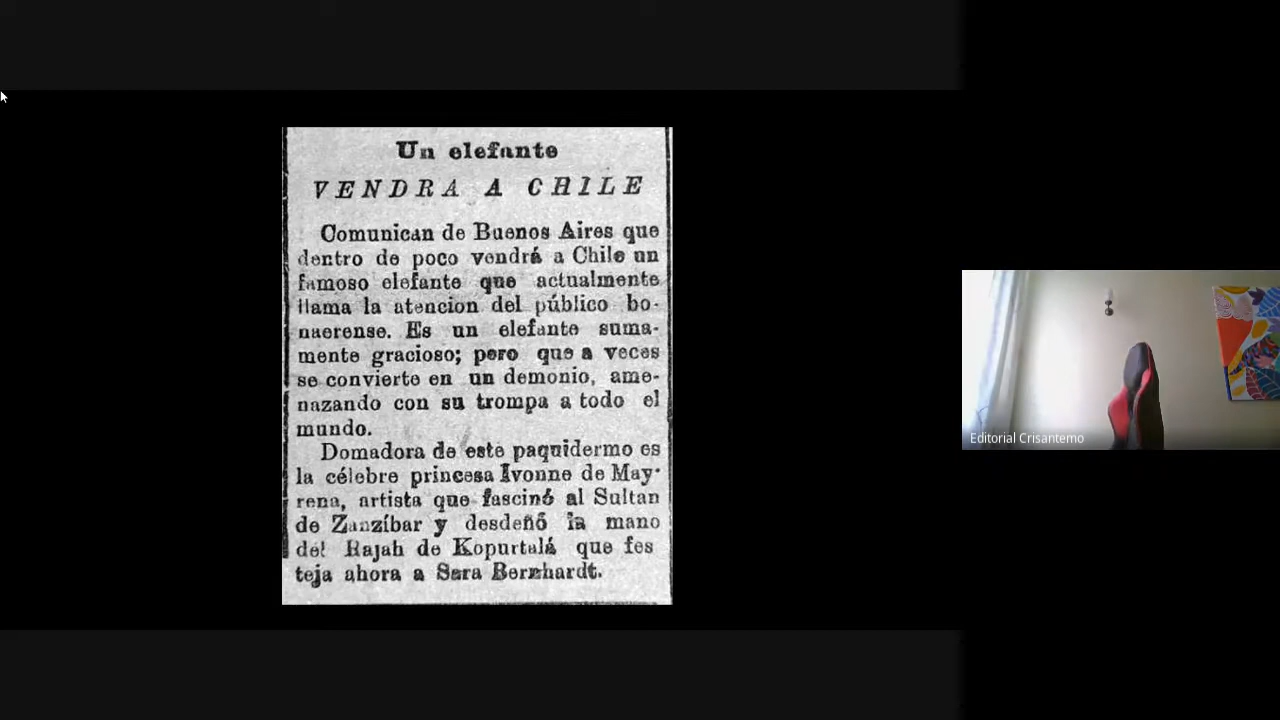 Un elefante
VENDRA A CHILE
Comunican de Buenos Aires que
dentro de poco vendrá a Chile un
famoso elefante que actualmente
llama la atencion del público bo-
naerense. Es un elefante suma-
mente gracioso; pero que a veces
se convierte en un demonio, ame-
nazando con su trompa a todo el
mundo.
Domadora de este paquidermo es
la célebre princesa Ivonne de May-
rena, artista que fascinó al Sultan
de Zanzíbar y desdeñó la mano
del Rajah de Kopurtalá que fes
teja ahora a Sara Bernhardt.
Editorial Crisantemo